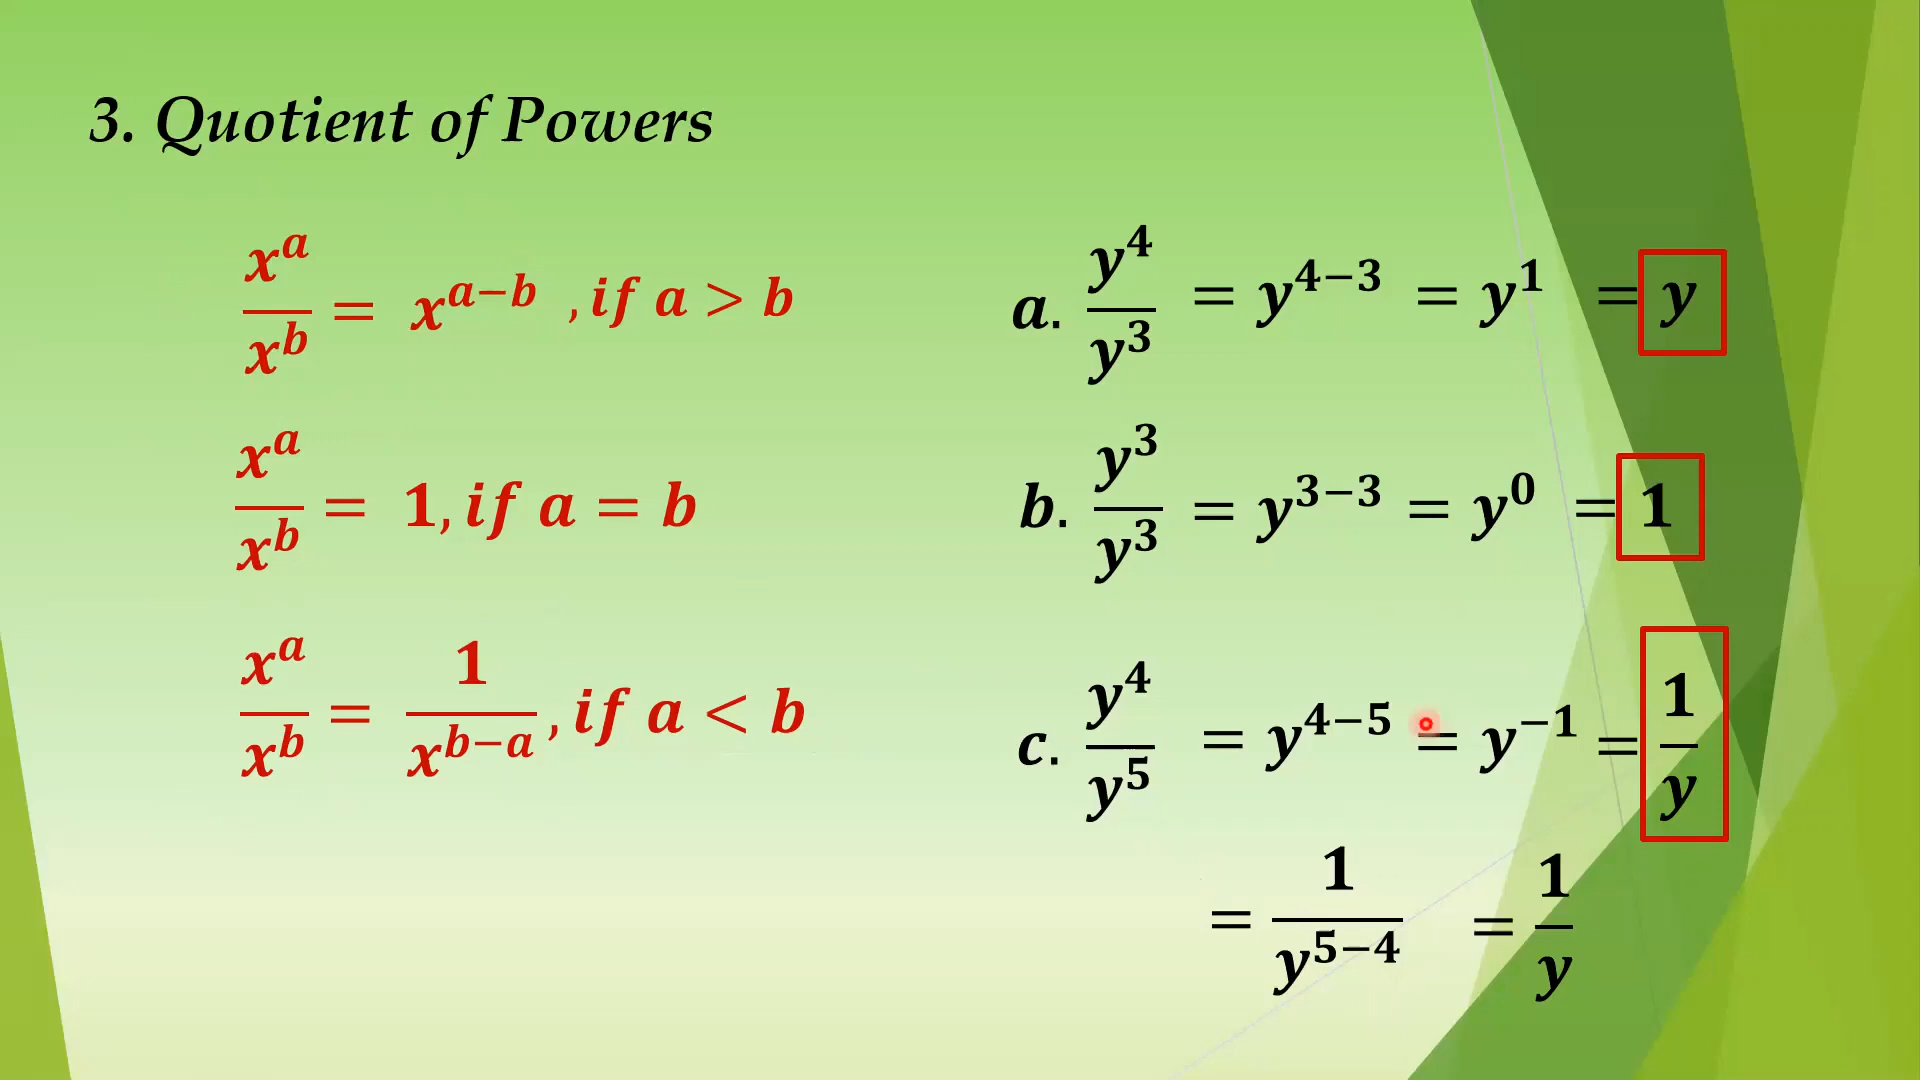 3. Quotient of Powers
x^a/x^b = x^{a−b} , if a > b
a. y^4/y^3 = y^{4−3} = y^1 = y
x^a/x^b = 1, if a = b
b. y^3/y^3 = y^{3−3} = y^0 = 1
x^a/x^b = 1/x^{b−a}, if a < b
c. y^4/y^5 = y^{4−5} = y^{−1} = 1/y
= 1/y^{5−4} = 1/y